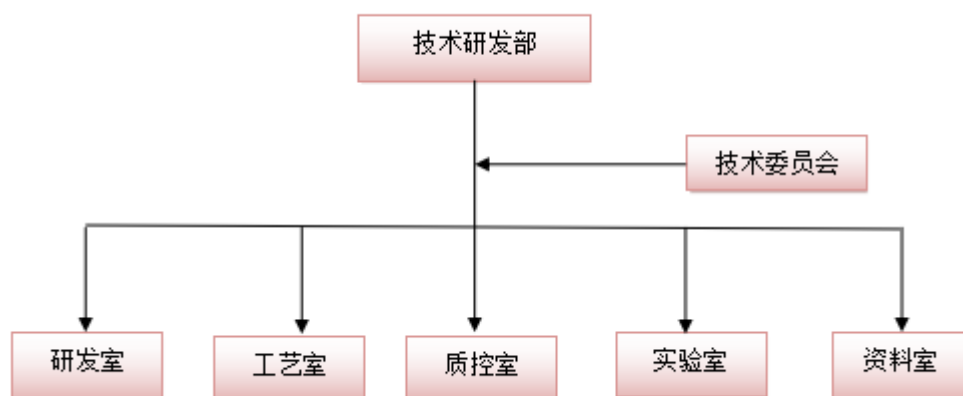 技术研发部
技术委员会
研发室
工艺室
质控室
实验室
资料室